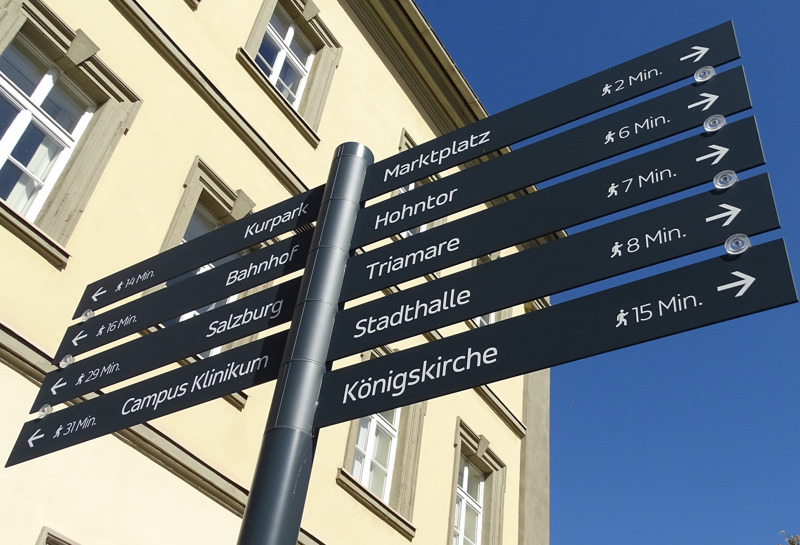 Kurpark 14 Min.
Bahnhof 16 Min.
Salzburg 29 Min.
Campus Klinikum 31 Min.
Marktplatz 2 Min.
Hohntor 6 Min.
Triamare 7 Min.
Stadthalle 8 Min.
Königskirche 15 Min.